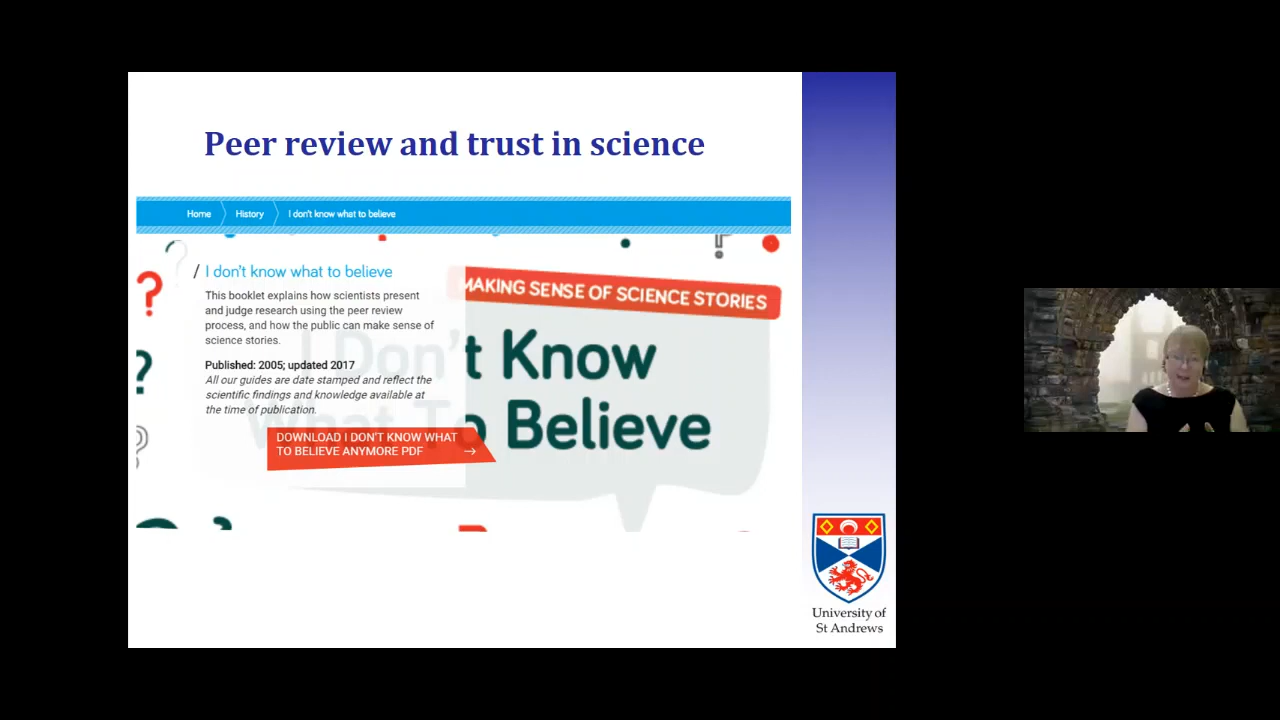 Peer review and trust in science
Home
History
I don't know what to believe
/ I don't know what to believe
This booklet explains how scientists present
and judge research using the peer review
process, and how the public can make sense of
science stories.
Published: 2005; updated 2017
All our guides are date stamped and reflect the
scientific findings and knowledge available at
the time of publication.
DOWNLOAD I DON'T KNOW WHAT
TO BELIEVE ANYMORE PDF →
MAKING SENSE OF SCIENCE STORIES
I Don't Know
What To Believe
University of
St Andrews